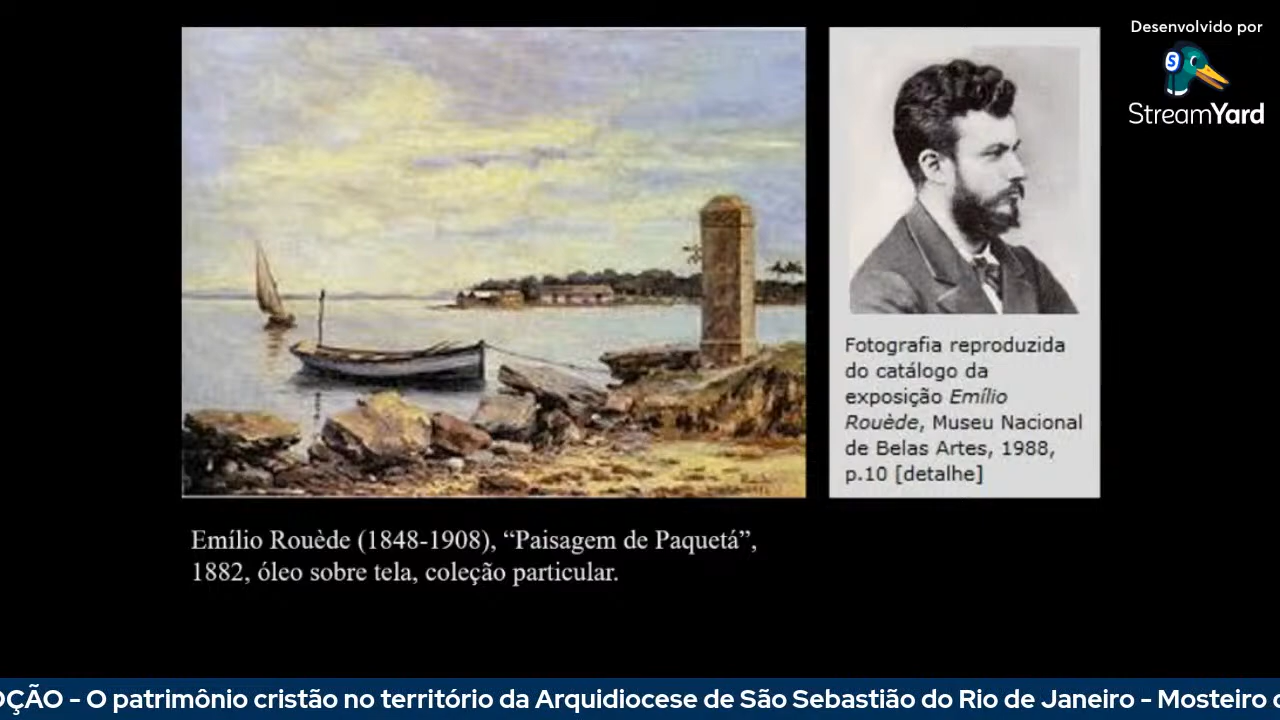 Desenvolvido por
StreamYard
Fotografia reproduzida
do catálogo da
exposição Emílio
Rouède, Museu Nacional
de Belas Artes, 1988,
p.10 [detalhe]
Emílio Rouède (1848-1908), “Paisagem de Paquetá”,
1882, óleo sobre tela, coleção particular.
OÇÃO - O patrimônio cristão no território da Arquidiocese de São Sebastião do Rio de Janeiro - Mosteiro